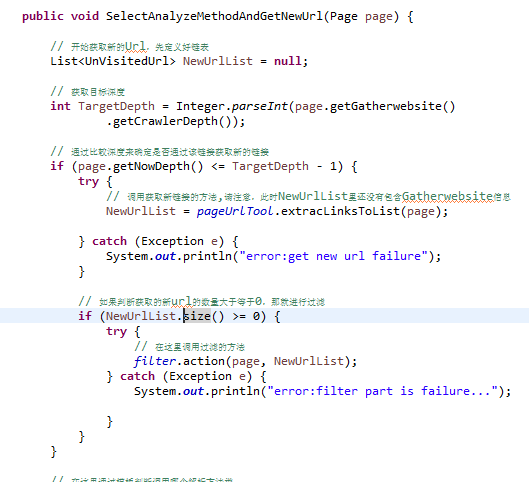 public void SelectAnalyzeMethodAndGetNewUrl(Page page) {
// 开始获取新的Url，先定义好链表
List<UnVisitedUrl> NewUrlList = null;
// 获取目标深度
int TargetDepth = Integer.parseInt(page.getGatherwebsite()
.getCrawlerDepth());
// 通过比较深度来确定是否通过该链接获取新的链接
if (page.getNowDepth() <= TargetDepth - 1) {
try {
// 调用获取新链接的方法,请注意，此时NewUrlList里还没有包含Gatherwebsite信息
NewUrlList = pageUrlTool.extracLinksToList(page);
} catch (Exception e) {
System.out.println("error:get new url failure");
}
// 如果判断获取的新url的数量大于等于0，那就进行过滤
if (NewUrlList.size() >= 0) {
try {
// 在这里调用过滤的方法
filter.action(page, NewUrlList);
} catch (Exception e) {
System.out.println("error:filter part is failure...");
}
}
}